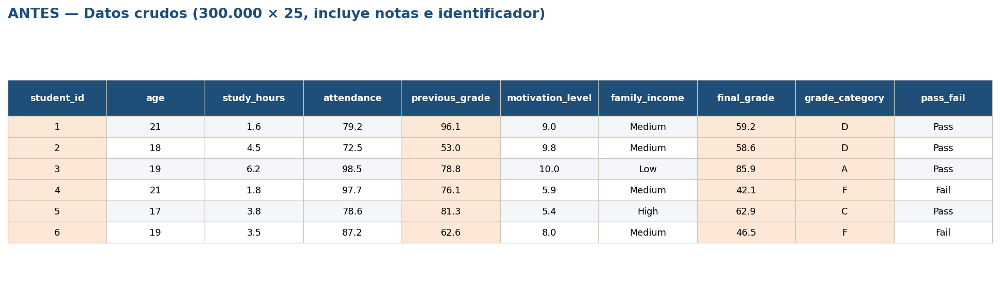 ANTES — Datos crudos (300.000 × 25, incluye notas e identificador)
student_id age study_hours attendance previous_grade motivation_level family_income final_grade grade_category pass_fail
1 21 1.6 79.2 96.1 9.0 Medium 59.2 D Pass
2 18 4.5 72.5 53.0 9.8 Medium 58.6 D Pass
3 19 6.2 98.5 78.8 10.0 Low 85.9 A Pass
4 21 1.8 97.7 76.1 5.9 Medium 42.1 F Fail
5 17 3.8 78.6 81.3 5.4 High 62.9 C Pass
6 19 3.5 87.2 62.6 8.0 Medium 46.5 F Fail